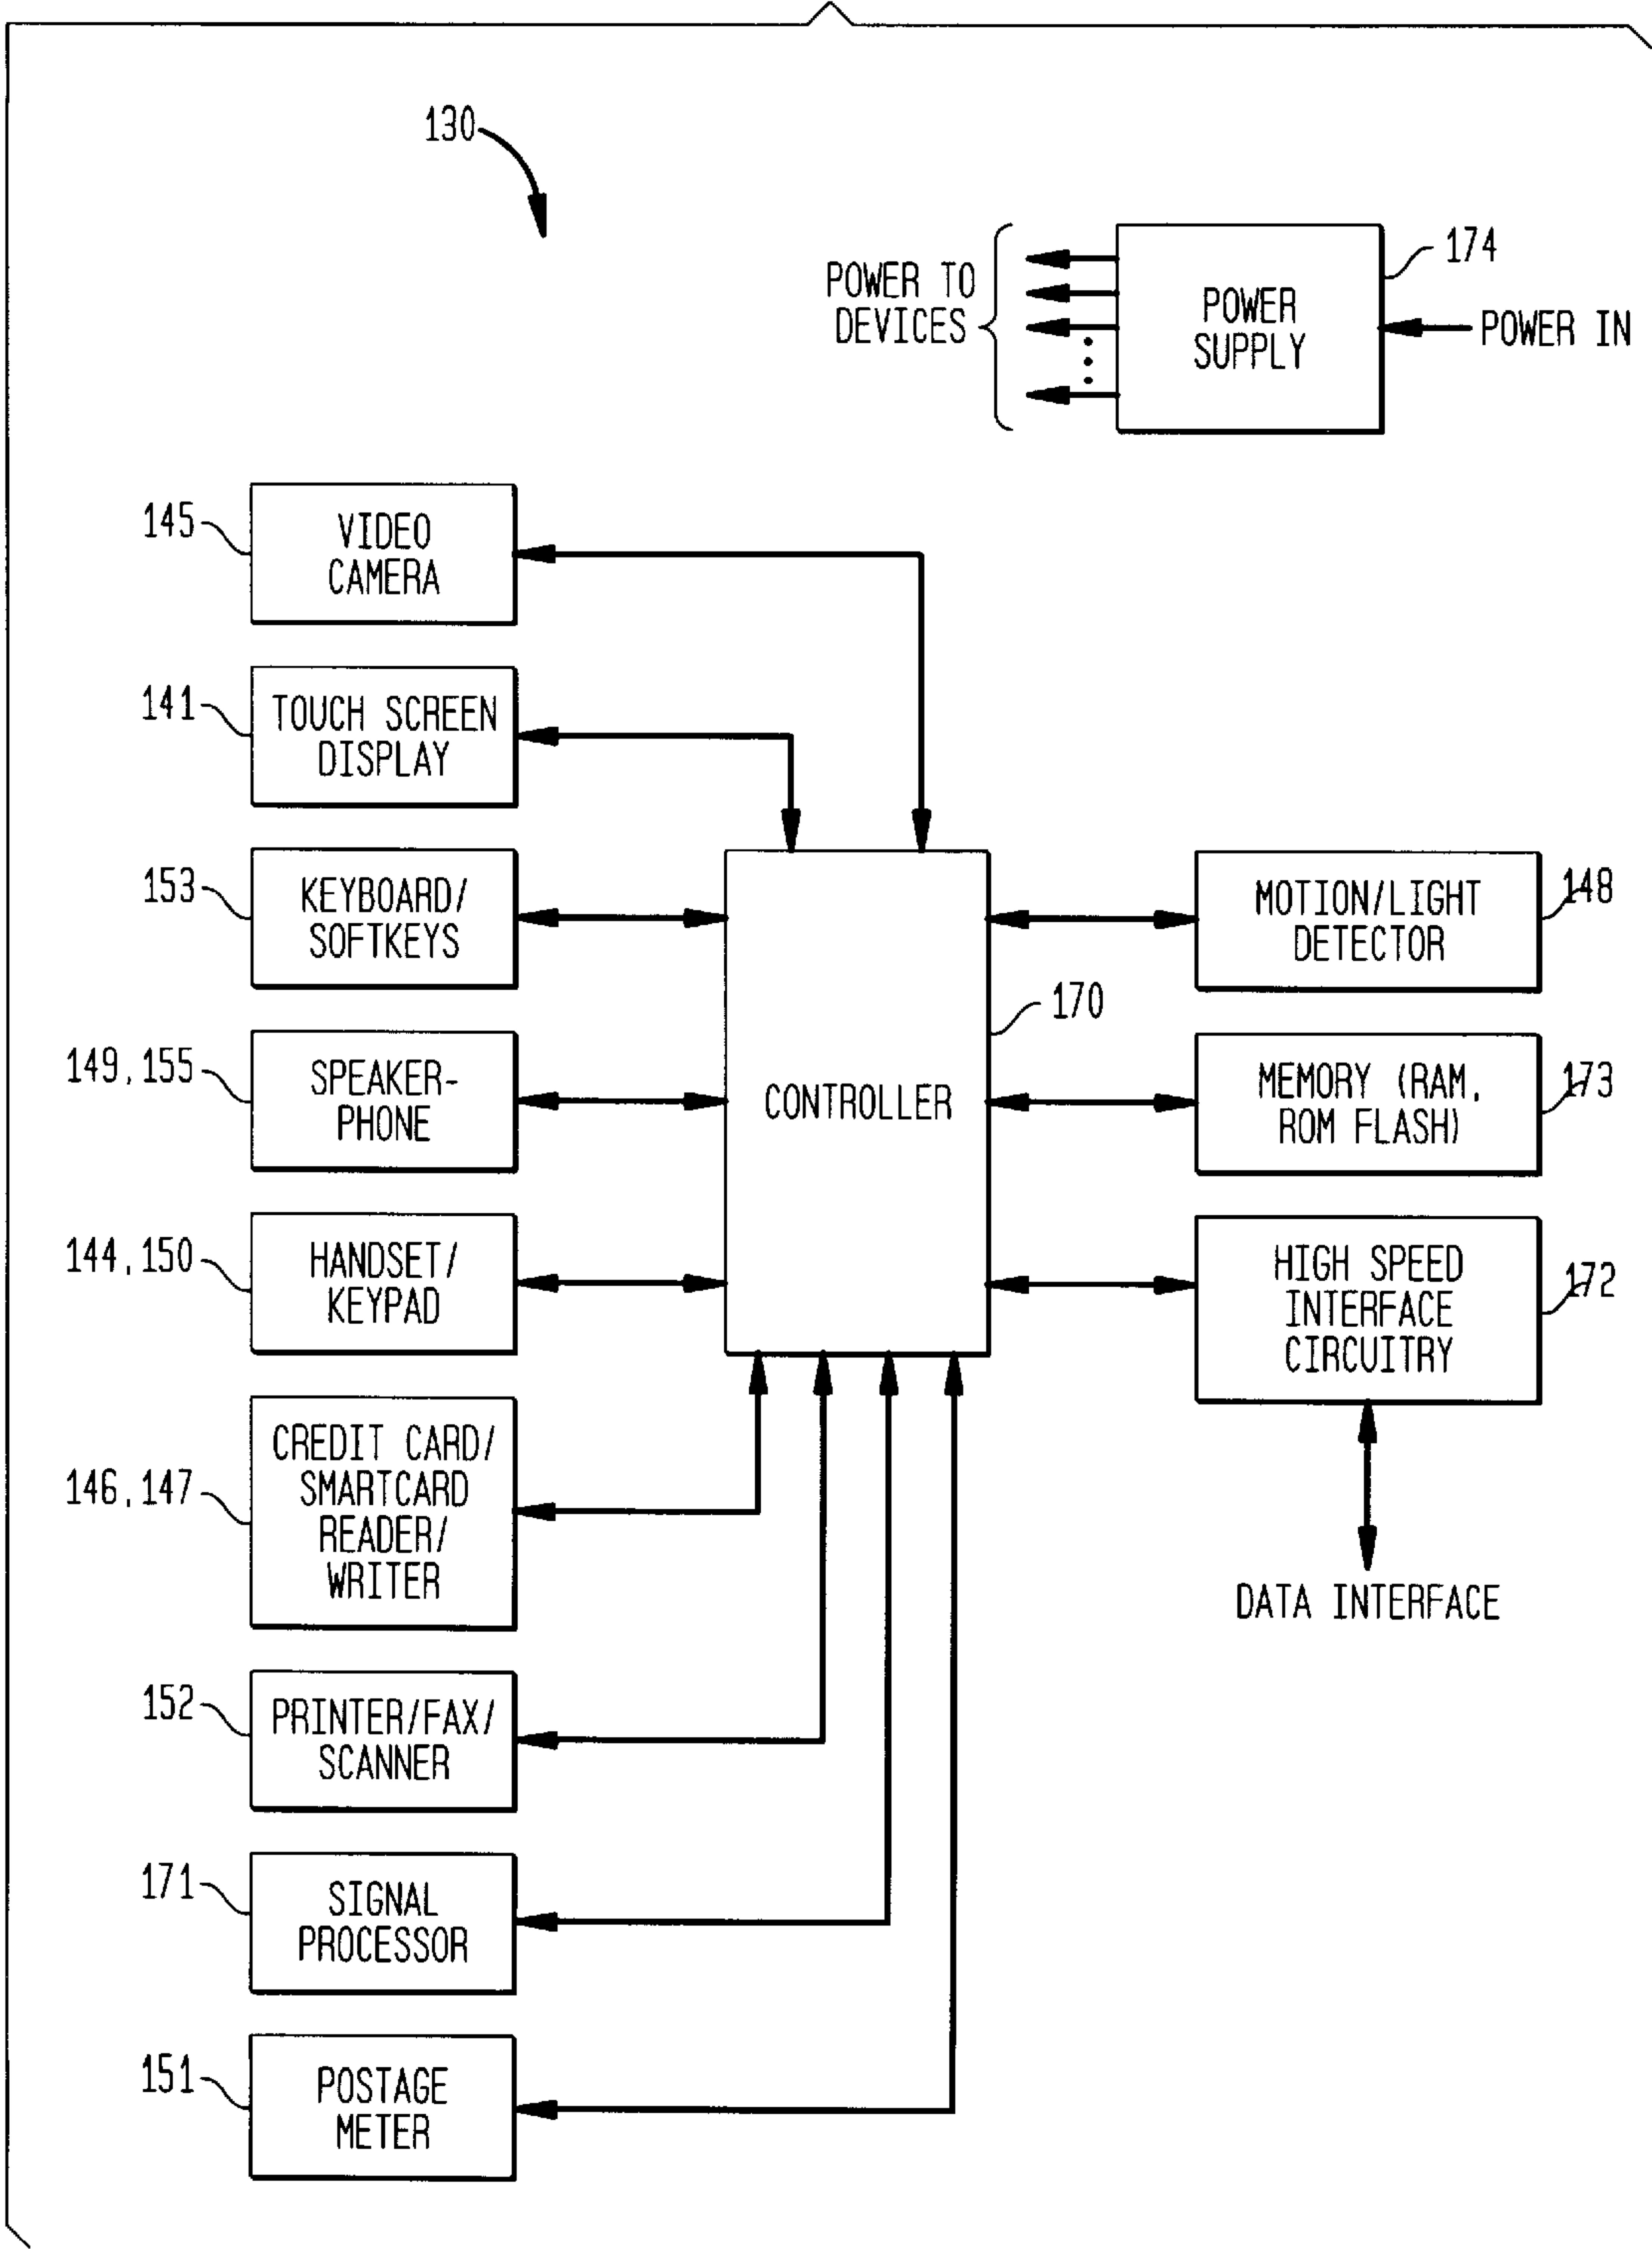 130
174
POWER TO
DEVICES
POWER
SUPPLY
POWER IN
145
VIDEO
CAMERA
141
TOUCH SCREEN
DISPLAY
153
KEYBOARD/
SOFTKEYS
149, 155
SPEAKER-
PHONE
144, 150
HANDSET/
KEYPAD
146, 147
CREDIT CARD/
SMARTCARD
READER/
WRITER
152
PRINTER/FAX/
SCANNER
171
SIGNAL
PROCESSOR
151
POSTAGE
METER
170
CONTROLLER
148
MOTION/LIGHT
DETECTOR
173
MEMORY (RAM,
ROM FLASH)
172
HIGH SPEED
INTERFACE
CIRCUITRY
DATA INTERFACE